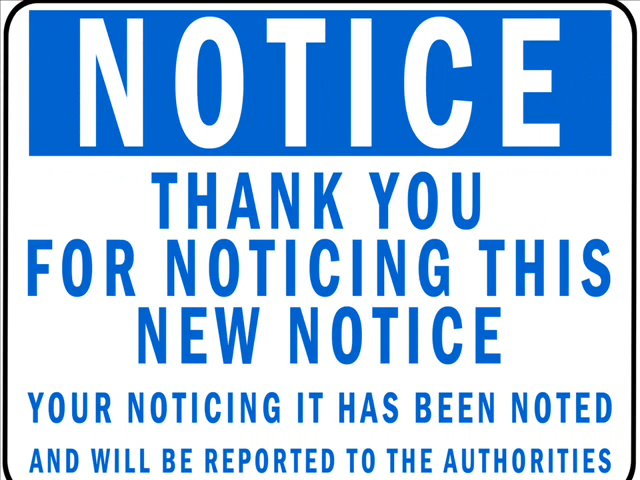 NOTICE
THANK YOU
FOR NOTICING THIS
NEW NOTICE
YOUR NOTICING IT HAS BEEN NOTED
AND WILL BE REPORTED TO THE AUTHORITIES